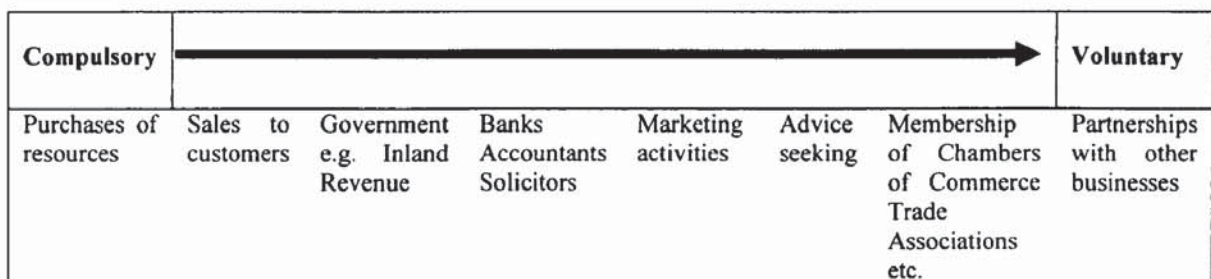 Compulsory
Voluntary
Purchases of
resources
Sales to
customers
Government
e.g. Inland
Revenue
Banks
Accountants
Solicitors
Marketing
activities
Advice
seeking
Membership
of Chambers
of Commerce
Trade
Associations
etc.
Partnerships
with other
businesses